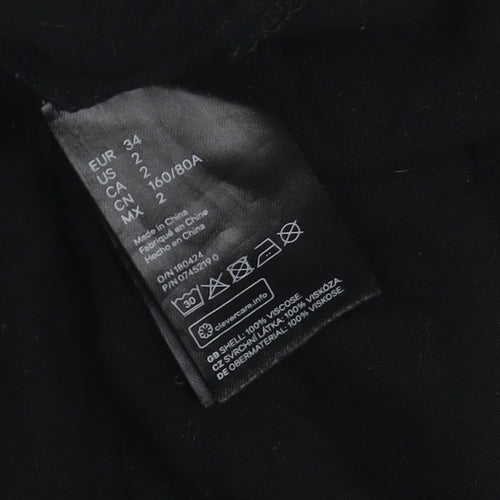 EUR 34
US 2
CA 2
CN 160/80A
MX 2
Made in China
Fabriqué en Chine
Hecho en China
O/N 180424
P/N 0745219 0
30
clevercare.info
GB SHELL: 100% VISCOSE.
CZ SVRCHNÍ LÁTKA: 100% VISKÓZA.
DE OBERMATERIAL: 100% VISKOSE.